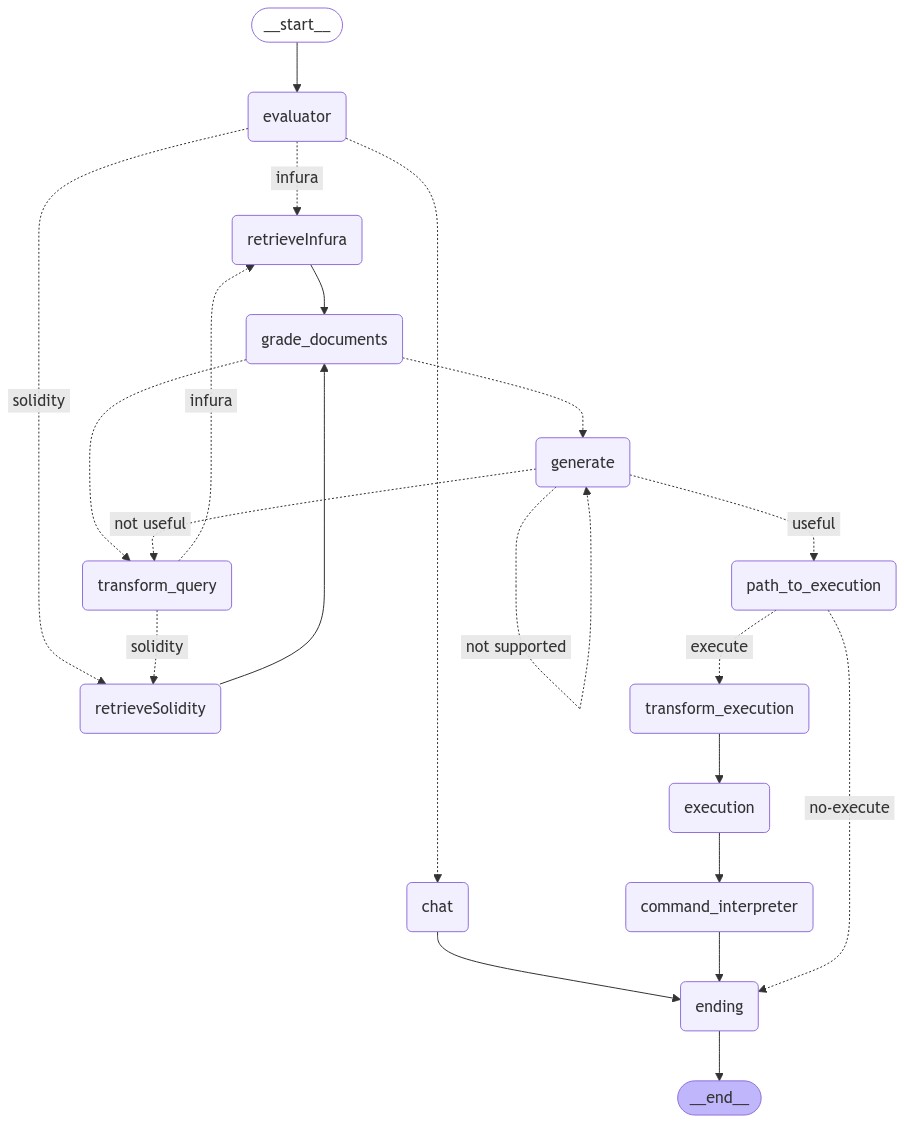 __start__
evaluator
infura
retrieveInfura
grade_documents
solidity
infura
generate
not useful
useful
transform_query
path_to_execution
solidity
not supported
execute
retrieveSolidity
transform_execution
execution
no-execute
chat
command_interpreter
ending
__end__